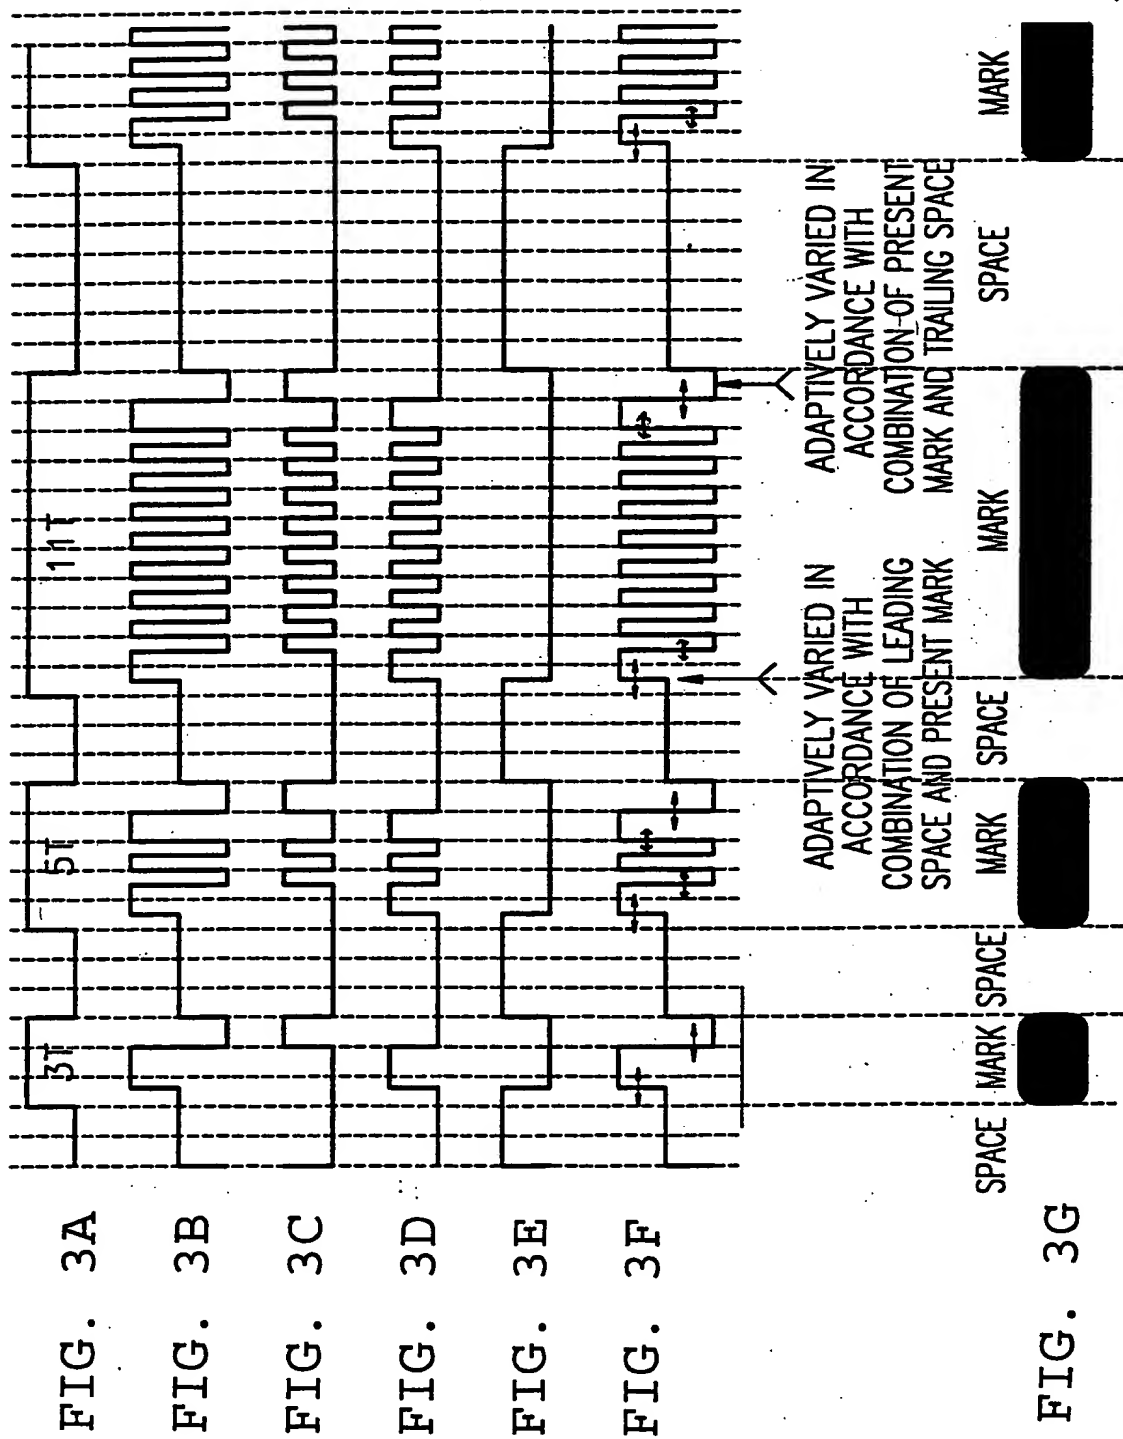 FIG. 3A
3T
5T
11T
FIG. 3B
FIG. 3C
FIG. 3D
FIG. 3E
FIG. 3F
ADAPTIVELY VARIED IN
ACCORDANCE WITH
COMBINATION OF LEADING
SPACE AND PRESENT MARK
ADAPTIVELY VARIED IN
ACCORDANCE WITH
COMBINATION OF PRESENT
MARK AND TRAILING SPACE
SPACE
MARK
SPACE
MARK
SPACE
MARK
SPACE
MARK
FIG. 3G